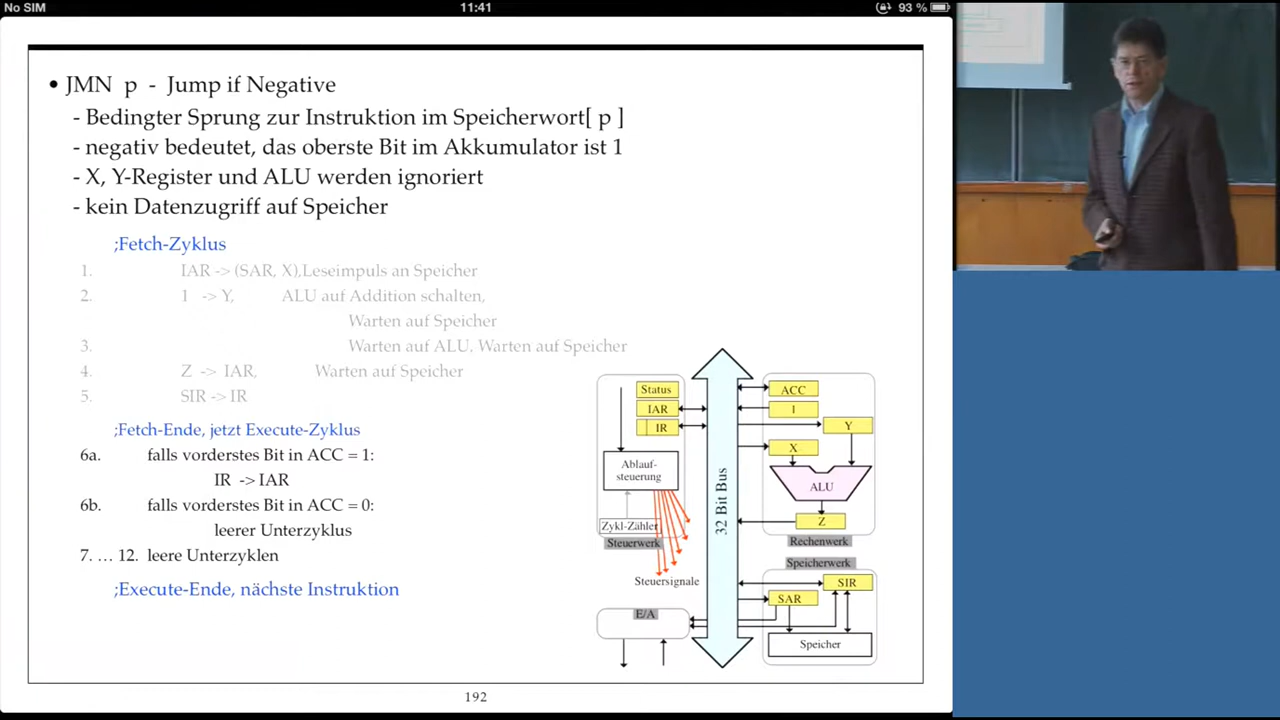 No SIM
11:41
93 %
• JMN p - Jump if Negative
- Bedingter Sprung zur Instruktion im Speicherwort[ p ]
- negativ bedeutet, das oberste Bit im Akkumulator ist 1
- X, Y-Register und ALU werden ignoriert
- kein Datenzugriff auf Speicher
;Fetch-Zyklus
1. IAR -> (SAR, X),Leseimpuls an Speicher
2. 1 -> Y, ALU auf Addition schalten,
Warten auf Speicher
3. Warten auf ALU, Warten auf Speicher
4. Z -> IAR, Warten auf Speicher
5. SIR -> IR
;Fetch-Ende, jetzt Execute-Zyklus
6a. falls vorderstes Bit in ACC = 1:
IR -> IAR
6b. falls vorderstes Bit in ACC = 0:
leerer Unterzyklus
7. … 12. leere Unterzyklen
;Execute-Ende, nächste Instruktion
Status
IAR
IR
Ablauf-
steuerung
Zykl-Zähler
Steuerwerk
Steuersignale
E/A
32 Bit Bus
ACC
1
Y
X
ALU
Z
Rechenwerk
Speicherwerk
SIR
SAR
Speicher
192